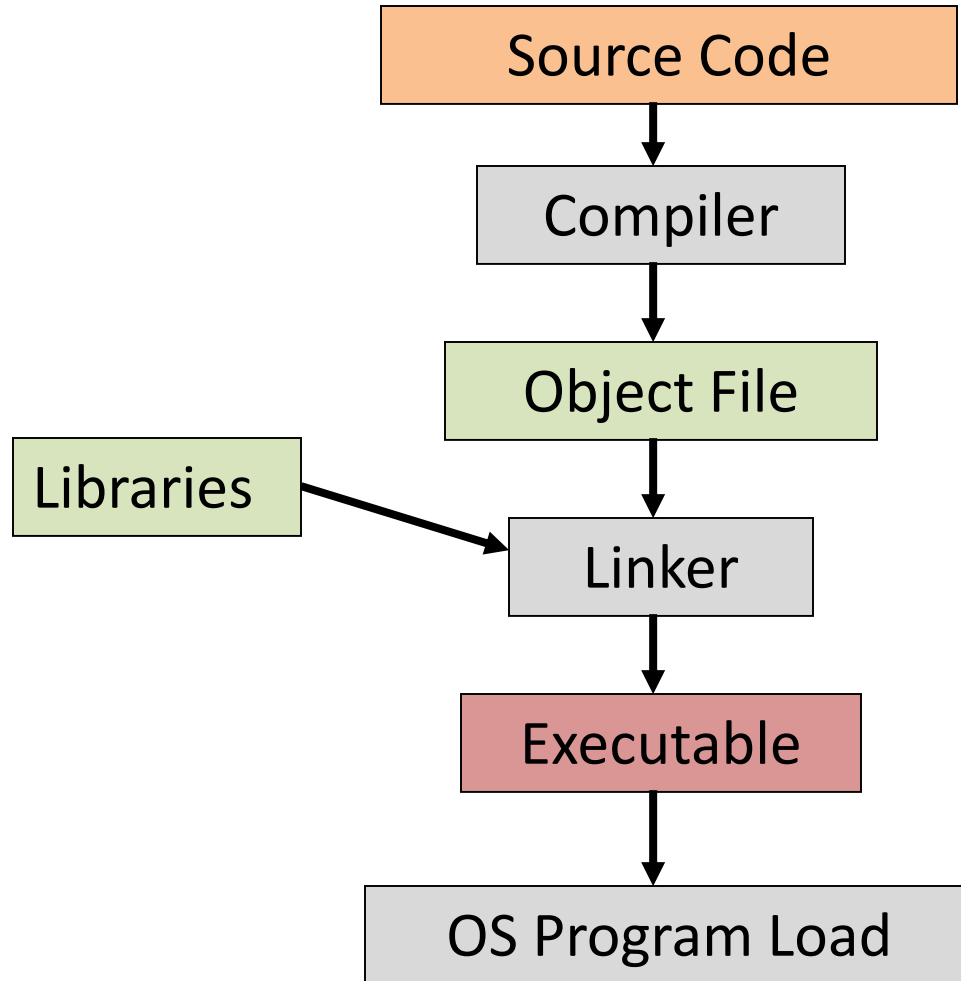 Source Code
Compiler
Object File
Libraries
Linker
Executable
OS Program Load